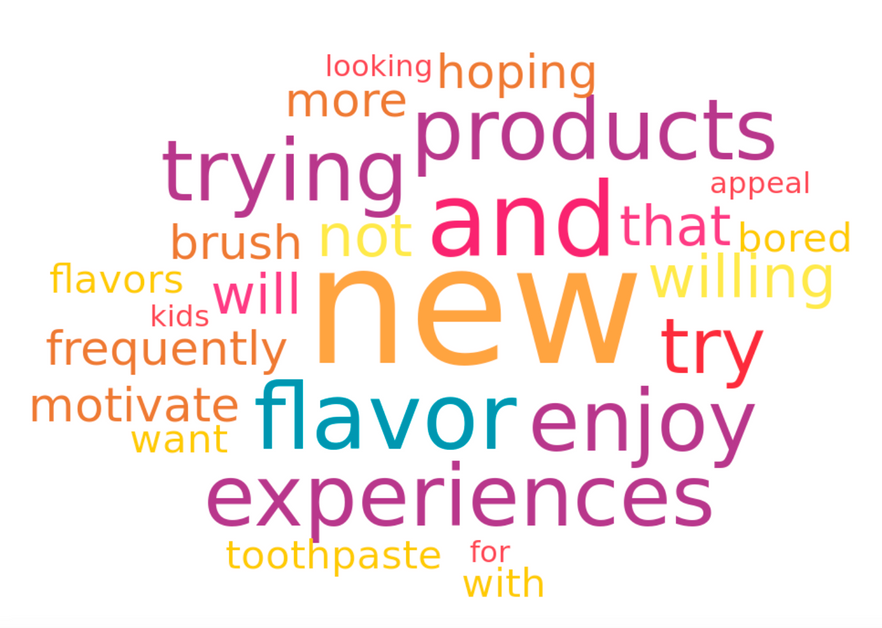 looking hoping
more products
trying
appeal
and that
brush not bored
flavors will new willing
kids
frequently try
motivate flavor enjoy
want
experiences
toothpaste for
with